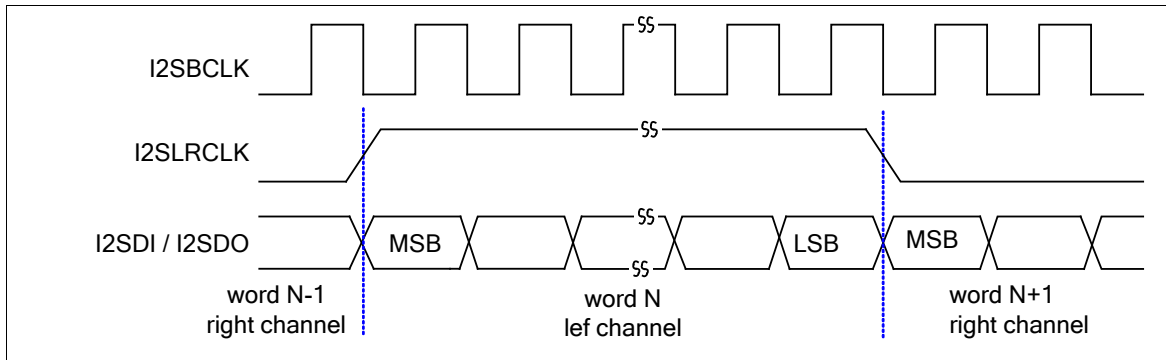 I2SBCLK
I2SLRCLK
I2SDI / I2SDO
MSB
LSB
MSB
word N-1
right channel
word N
lef channel
word N+1
right channel